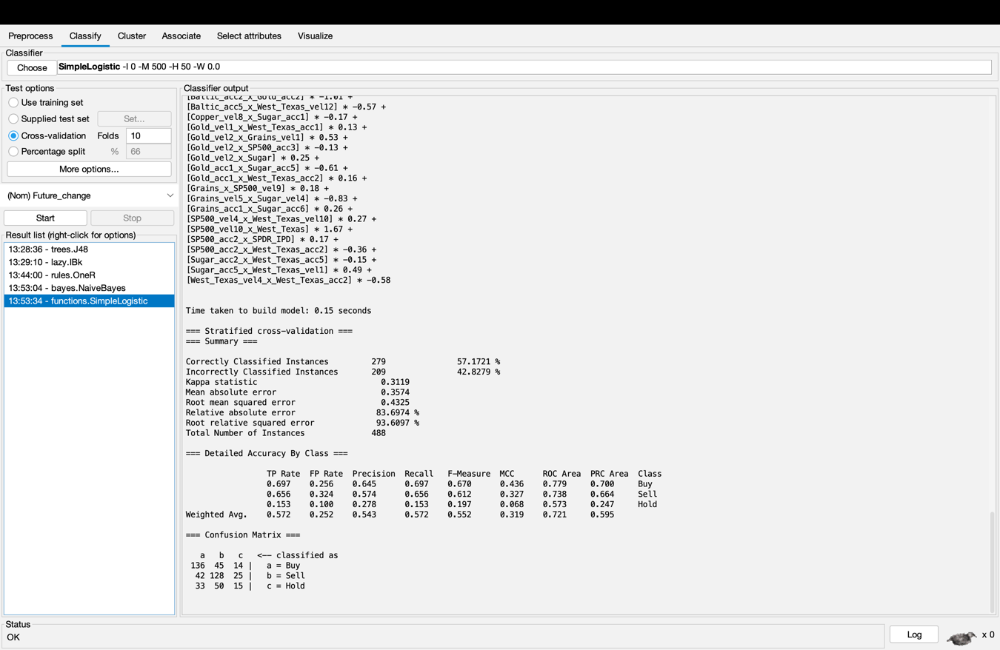 Preprocess Classify Cluster Associate Select attributes Visualize
Classifier
Choose SimpleLogistic -I 0 -M 500 -H 50 -W 0.0
Test options
Use training set
Supplied test set Set...
Cross-validation Folds 10
Percentage split % 66
More options...
(Nom) Future_change
Start Stop
Result list (right-click for options)
13:28:36 - trees.J48
13:29:10 - lazy.IBk
13:44:00 - rules.OneR
13:53:04 - bayes.NaiveBayes
13:53:34 - functions.SimpleLogistic
Classifier output
[Baltic_acc2_x_Gold_acc2] * -1.01 +
[Baltic_acc5_x_West_Texas_vel12] * -0.57 +
[Copper_vel8_x_Sugar_acc1] * -0.17 +
[Gold_vel1_x_West_Texas_acc1] * 0.13 +
[Gold_vel2_x_Grains_vel1] * 0.53 +
[Gold_vel2_x_SP500_acc3] * -0.13 +
[Gold_vel2_x_Sugar] * 0.25 +
[Gold_acc1_x_Sugar_acc5] * -0.61 +
[Gold_acc1_x_West_Texas_acc2] * 0.16 +
[Grains_x_SP500_vel9] * 0.18 +
[Grains_vel5_x_Sugar_vel4] * -0.83 +
[Grains_acc1_x_Sugar_acc6] * 0.26 +
[SP500_vel4_x_West_Texas_vel10] * 0.27 +
[SP500_vel10_x_West_Texas] * 1.67 +
[SP500_acc2_x_SPDR_IPD] * 0.17 +
[SP500_acc2_x_West_Texas_acc2] * -0.36 +
[Sugar_acc2_x_West_Texas_acc5] * -0.15 +
[Sugar_acc5_x_West_Texas_vel1] * 0.49 +
[West_Texas_vel4_x_West_Texas_acc2] * -0.58
Time taken to build model: 0.15 seconds
=== Stratified cross-validation ===
=== Summary ===
Correctly Classified Instances 279 57.1721 %
Incorrectly Classified Instances 209 42.8279 %
Kappa statistic 0.3119
Mean absolute error 0.3574
Root mean squared error 0.4325
Relative absolute error 83.6974 %
Root relative squared error 93.6097 %
Total Number of Instances 488
=== Detailed Accuracy By Class ===
TP Rate FP Rate Precision Recall F-Measure MCC ROC Area PRC Area Class
0.697 0.256 0.645 0.697 0.670 0.436 0.779 0.700 Buy
0.656 0.324 0.574 0.656 0.612 0.327 0.738 0.664 Sell
0.153 0.100 0.278 0.153 0.197 0.068 0.573 0.247 Hold
Weighted Avg. 0.572 0.252 0.543 0.572 0.552 0.319 0.721 0.595
=== Confusion Matrix ===
a b c <-- classified as
136 45 14 | a = Buy
42 128 25 | b = Sell
33 50 15 | c = Hold
Status
OK
Log x 0